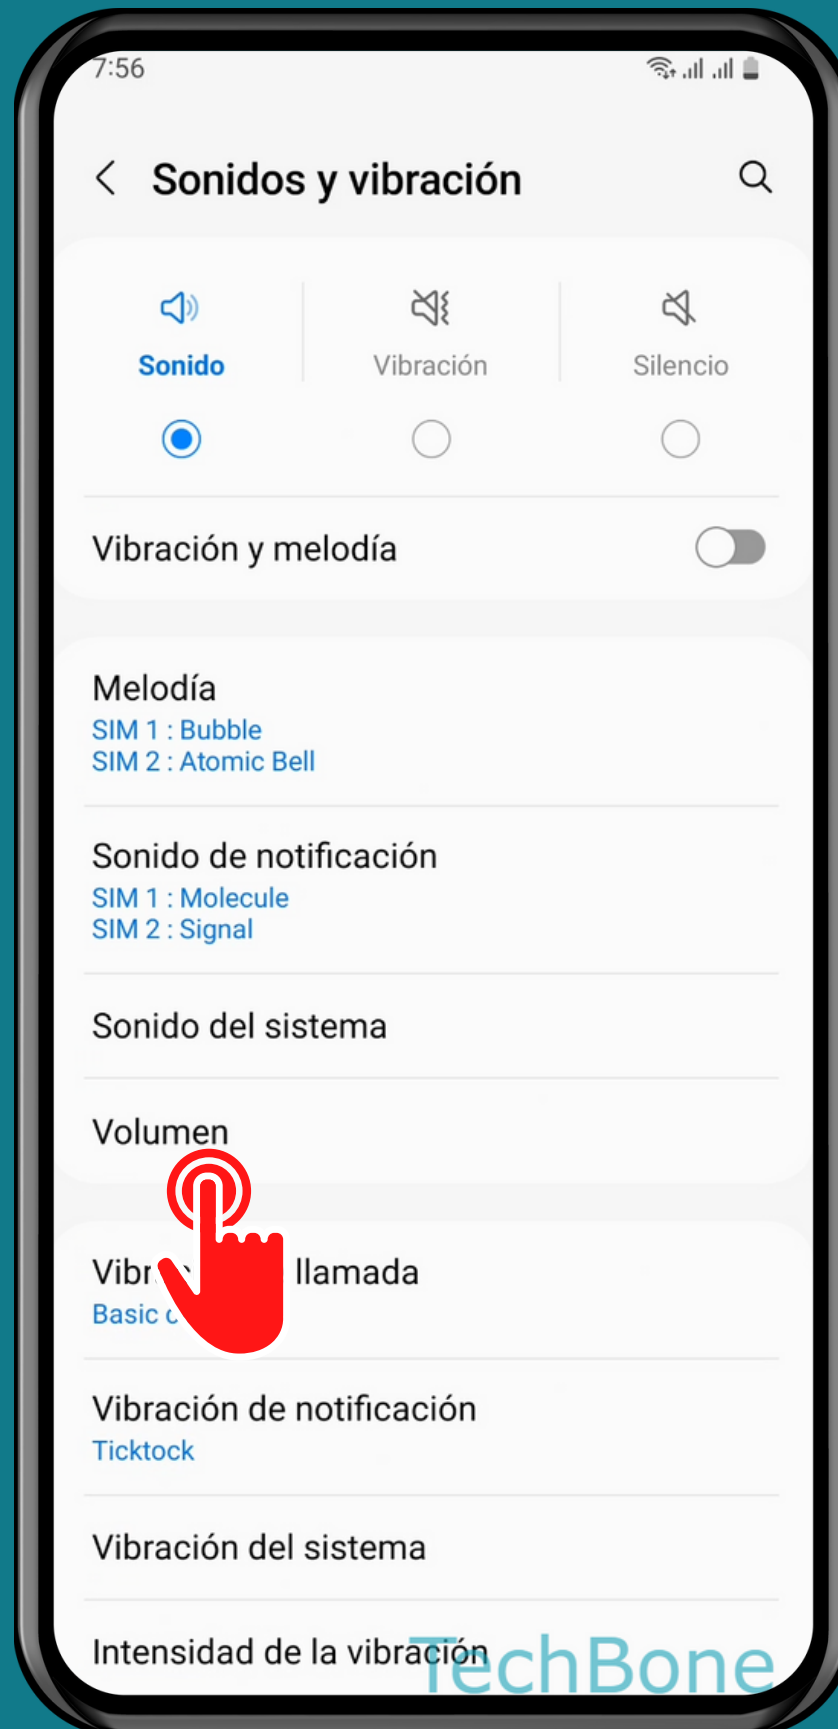 7:56
Sonidos y vibración
Sonido
Vibración
Silencio
Vibración y melodía
Melodía
SIM 1 : Bubble
SIM 2 : Atomic Bell
Sonido de notificación
SIM 1 : Molecule
SIM 2 : Signal
Sonido del sistema
Volumen
llamada
Basic
Vibración de notificación
Ticktock
Vibración del sistema
Intensidad de la vibración
TechBone